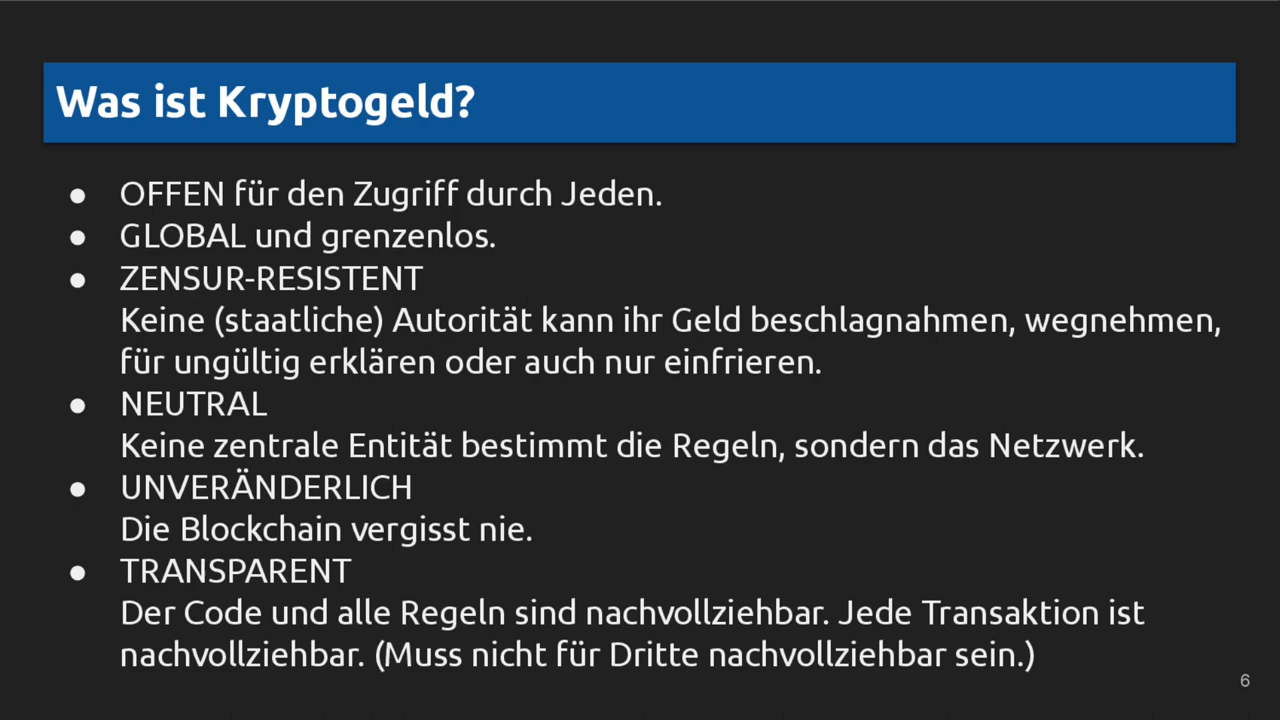 Was ist Kryptogeld?
● OFFEN für den Zugriff durch Jeden.
● GLOBAL und grenzenlos.
● ZENSUR-RESISTENT
Keine (staatliche) Autorität kann ihr Geld beschlagnahmen, wegnehmen,
für ungültig erklären oder auch nur einfrieren.
● NEUTRAL
Keine zentrale Entität bestimmt die Regeln, sondern das Netzwerk.
● UNVERÄNDERLICH
Die Blockchain vergisst nie.
● TRANSPARENT
Der Code und alle Regeln sind nachvollziehbar. Jede Transaktion ist
nachvollziehbar. (Muss nicht für Dritte nachvollziehbar sein.)
6